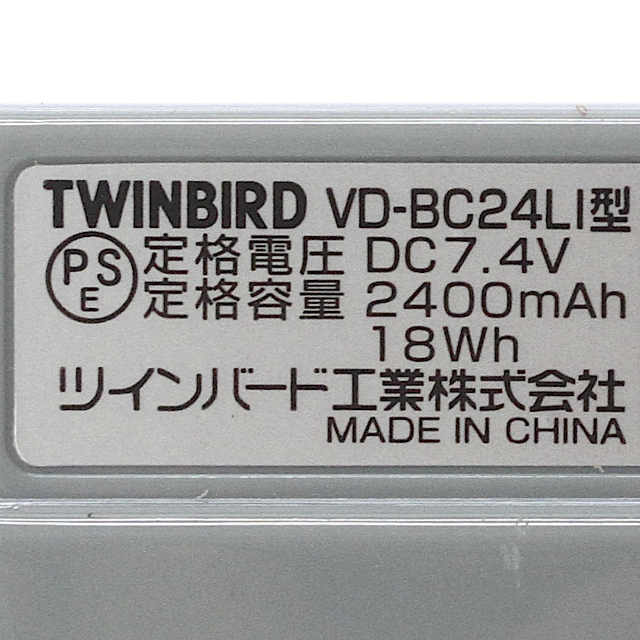 TWINBIRD VD-BC24LI型
PSE 定格電圧 DC7.4V
定格容量 2400mAh
18Wh
ツインバード工業株式会社
MADE IN CHINA